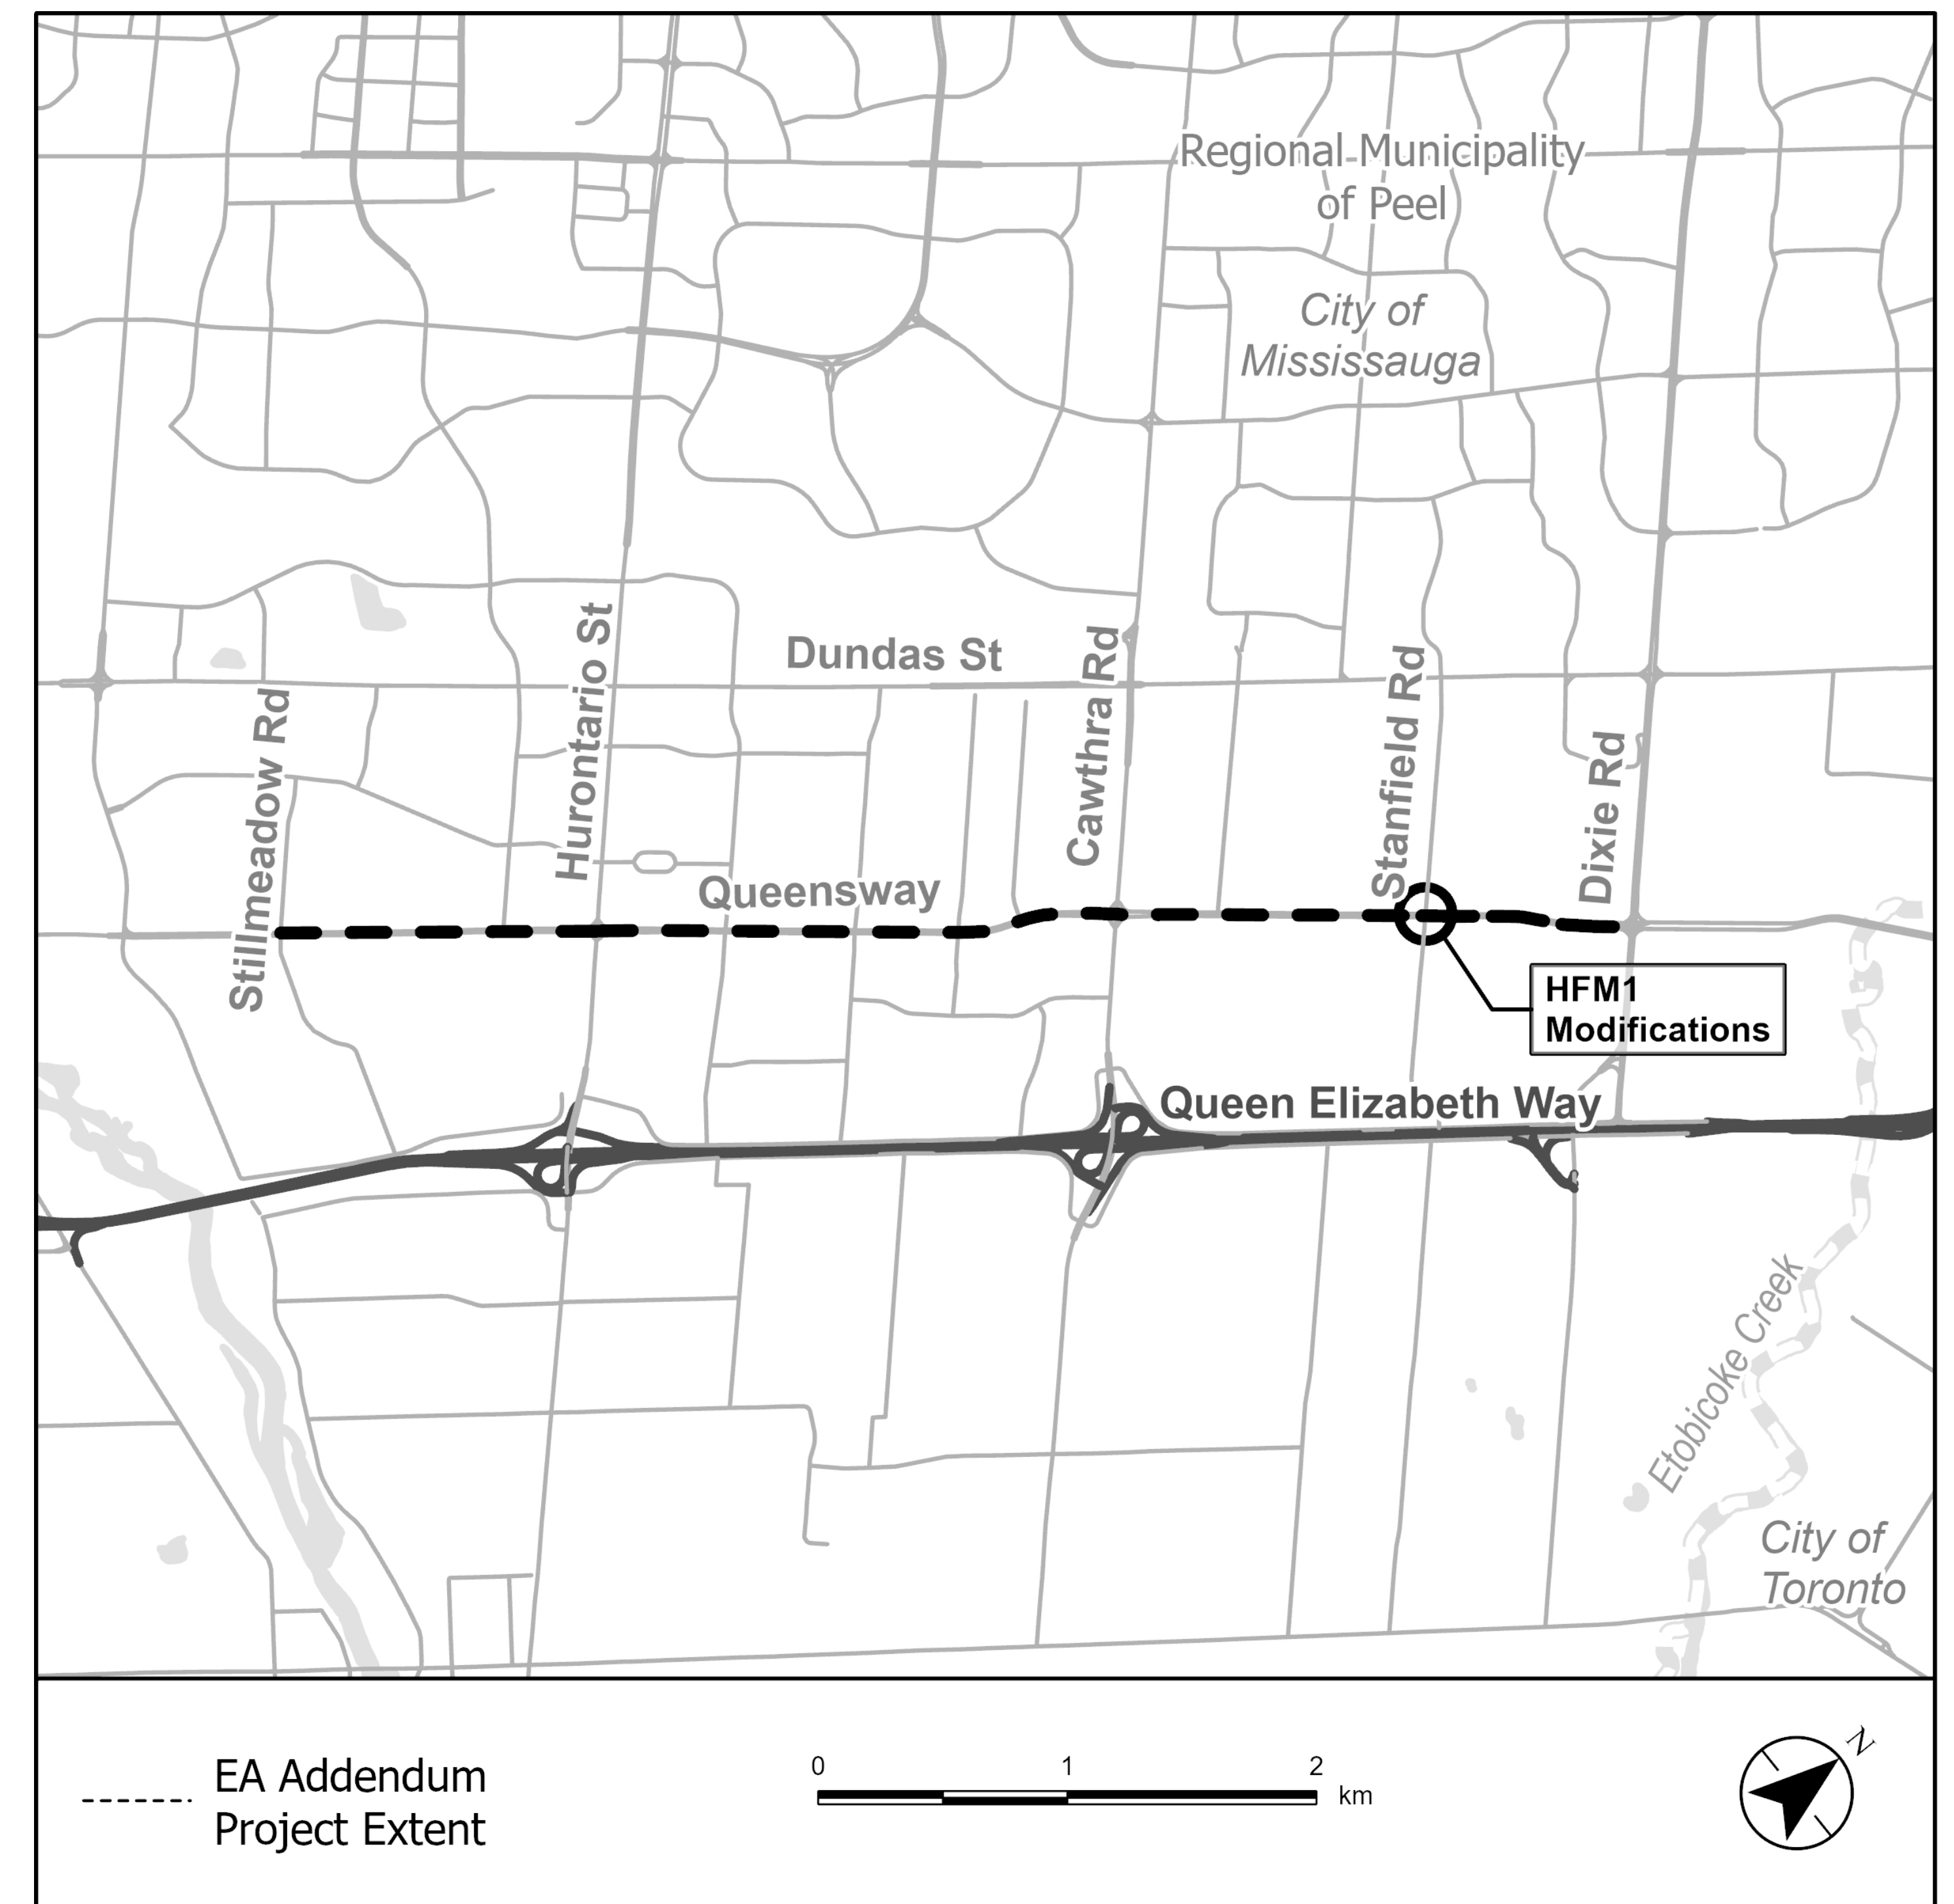 Regional Municipality
of Peel
City of
Mississauga
Dundas St
Stillmeadow Rd
Hurontario St
Cawthra Rd
Stanfield Rd
Dixie Rd
Queensway
HFM1
Modifications
Queen Elizabeth Way
Etobicoke Creek
City of
Toronto
EA Addendum
Project Extent
0 1 2
km
N